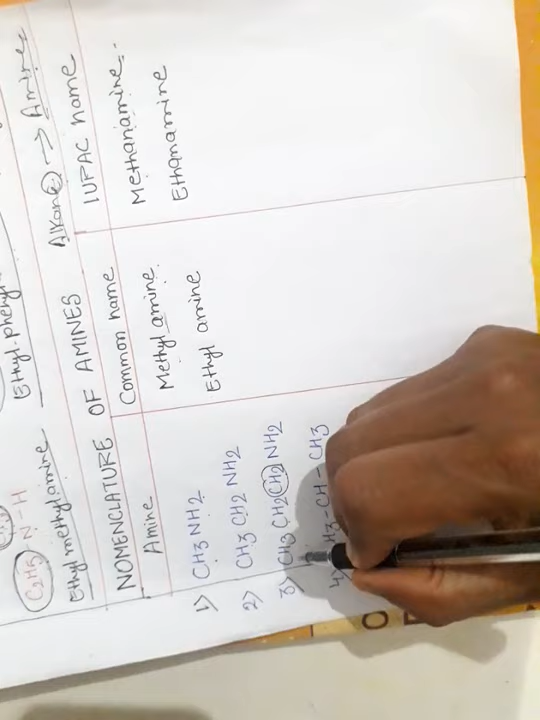 Ethyl-phenyl
C2H5 N-H
Ethyl methylamine
Alkane → Amine
NOMENCLATURE OF AMINES
Amine Common name IUPAC name
1) CH3 NH2 Methyl amine. Methanamine.
2) CH3 CH2 NH2 Ethyl amine Ethanamine
3) CH3 CH2 CH2 NH2
4) CH3-CH-CH3